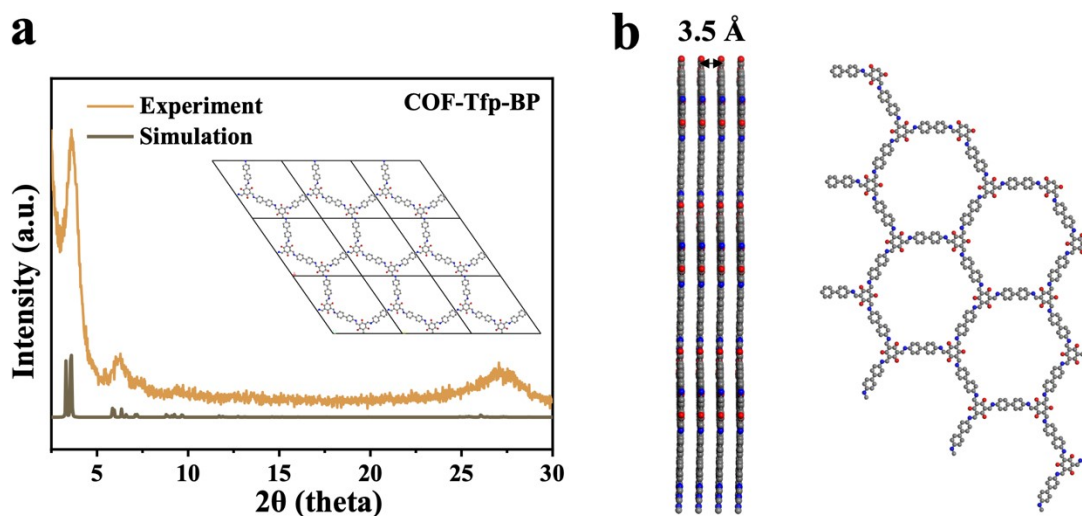 a
Experiment
Simulation
COF-Tfp-BP
Intensity (a.u.)
5
10
15
20
25
30
2θ (theta)
b
3.5 Å